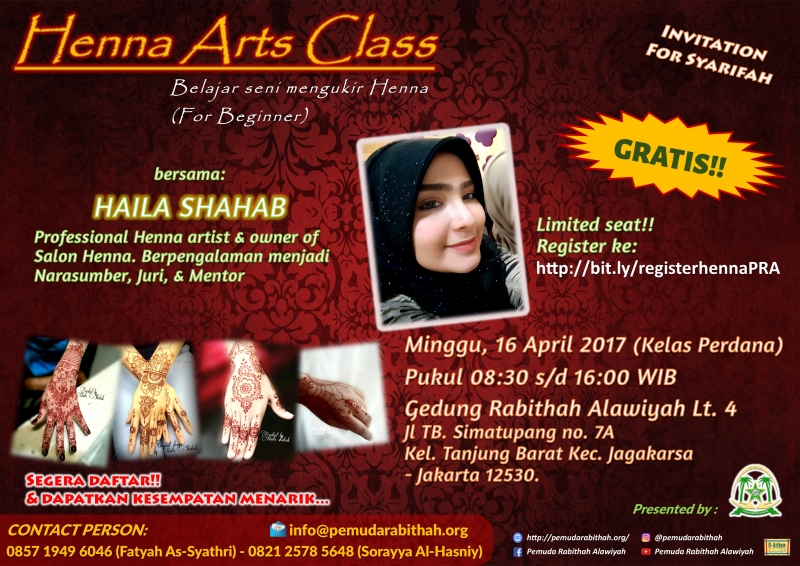 Henna Arts Class
Belajar seni mengukir Henna
(For Beginner)
Invitation
For Syarifah
GRATIS!!
bersama:
HAILA SHAHAB
Professional Henna artist & owner of
Salon Henna. Berpengalaman menjadi
Narasumber, Juri, & Mentor
Limited seat!!
Register ke:
http://bit.ly/registerhennaPRA
Minggu, 16 April 2017 (Kelas Perdana)
Pukul 08:30 s/d 16:00 WIB
Gedung Rabithah Alawiyah Lt. 4
Jl TB. Simatupang no. 7A
Kel. Tanjung Barat Kec. Jagakarsa
- Jakarta 12530.
Segera daftar!!
& dapatkan kesempatan menarik...
Presented by :
CONTACT PERSON:
info@pemudarabithah.org
0857 1949 6046 (Fatyah As-Syathri) - 0821 2578 5648 (Sorayya Al-Hasniy)
http://pemudarabithah.org/
@pemudarabithah
Pemuda Rabithah Alawiyah
Pemuda Rabithah Alawiyah